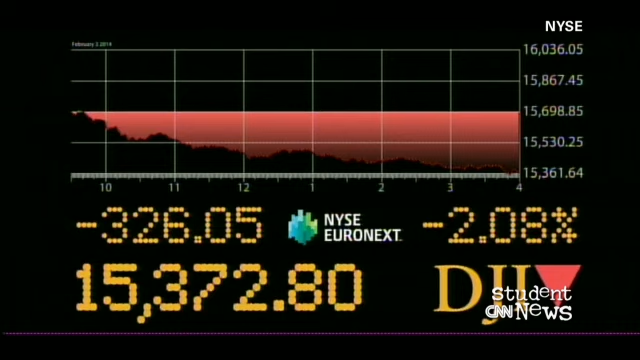 NYSE
February 3 2014
16,036.05
15,867.45
15,698.85
15,530.25
15,361.64
10 11 12 1 2 3 4
-326.05
NYSE
EURONEXT
-2.08%
15,372.80
DJI
student
CNN News